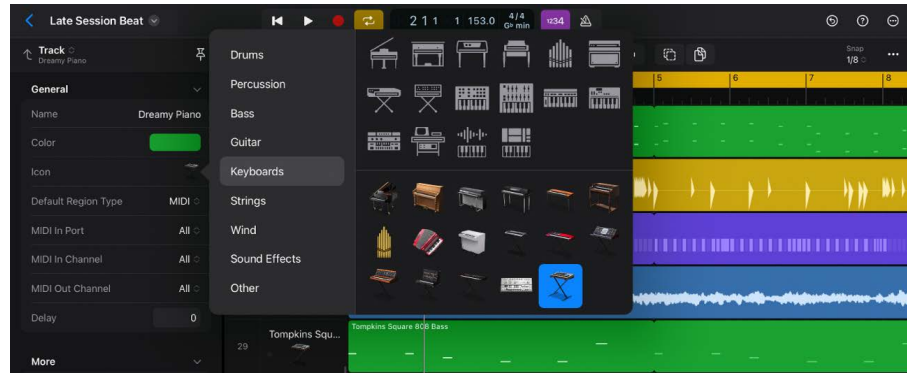 Late Session Beat
2 1 1 1 153.0 4/4 G♭ min
1234
Track
Dreamy Piano
Snap
1/8
General
Name Dreamy Piano
Color
Icon
Default Region Type MIDI
MIDI In Port All
MIDI In Channel All
MIDI Out Channel All
Delay 0
More
Drums
Percussion
Bass
Guitar
Keyboards
Strings
Wind
Sound Effects
Other
5 6 7 8
29 Tompkins Squ...
Tompkins Square 808 Bass